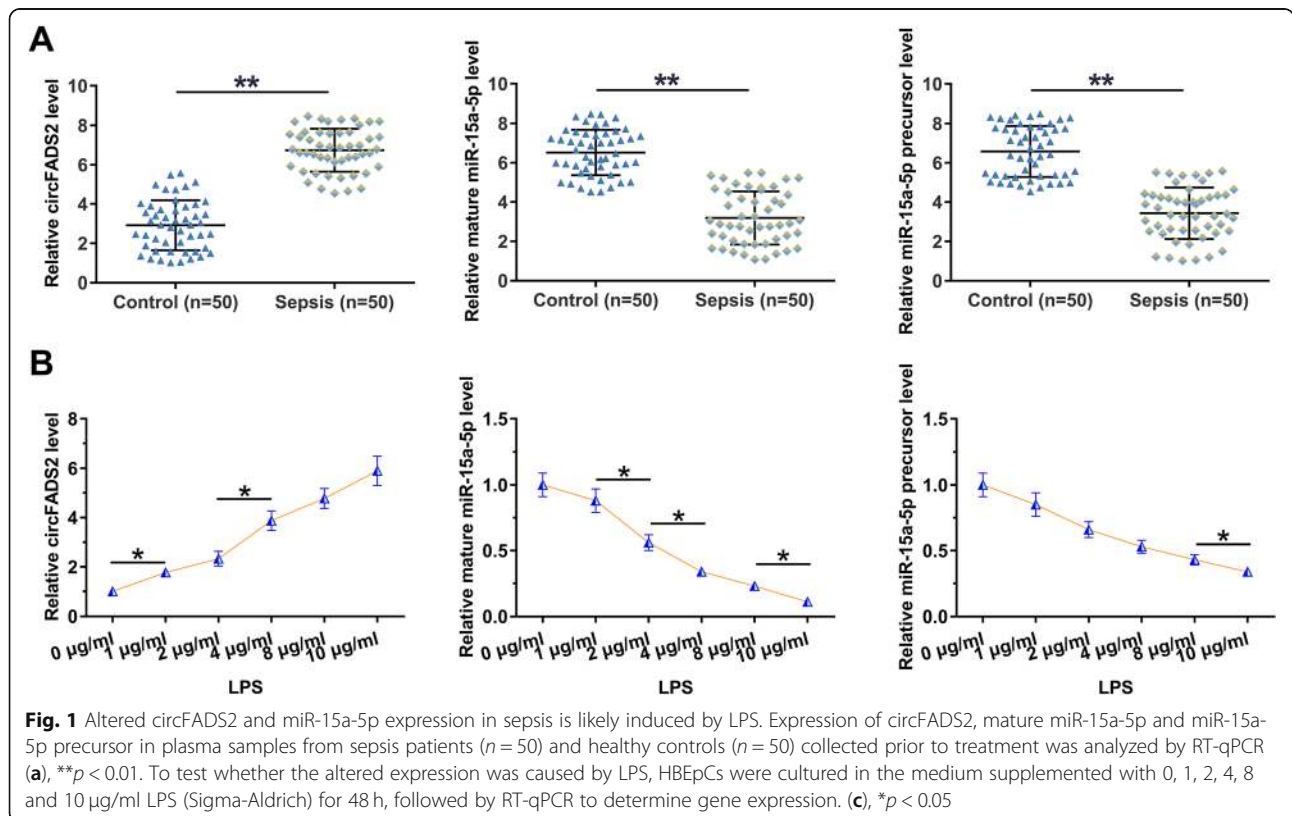 A
Relative circFADS2 level
10
8
6
4
2
0
**
Control (n=50)
Sepsis (n=50)
Relative mature miR-15a-5p level
10
8
6
4
2
0
**
Control (n=50)
Sepsis (n=50)
Relative miR-15a-5p precursor level
10
8
6
4
2
0
**
Control (n=50)
Sepsis (n=50)
B
Relative circFADS2 level
8
6
4
2
0
*
*
0 µg/ml
1 µg/ml
2 µg/ml
4 µg/ml
8 µg/ml
10 µg/ml
LPS
Relative mature miR-15a-5p level
1.5
1.0
0.5
0.0
*
*
*
0 µg/ml
1 µg/ml
2 µg/ml
4 µg/ml
8 µg/ml
10 µg/ml
LPS
Relative miR-15a-5p precursor level
1.5
1.0
0.5
0.0
*
0 µg/ml
1 µg/ml
2 µg/ml
4 µg/ml
8 µg/ml
10 µg/ml
LPS
Fig. 1 Altered circFADS2 and miR-15a-5p expression in sepsis is likely induced by LPS. Expression of circFADS2, mature miR-15a-5p and miR-15a-
5p precursor in plasma samples from sepsis patients (n = 50) and healthy controls (n = 50) collected prior to treatment was analyzed by RT-qPCR
(a), **p < 0.01. To test whether the altered expression was caused by LPS, HBEpCs were cultured in the medium supplemented with 0, 1, 2, 4, 8
and 10 µg/ml LPS (Sigma-Aldrich) for 48 h, followed by RT-qPCR to determine gene expression. (c), *p < 0.05